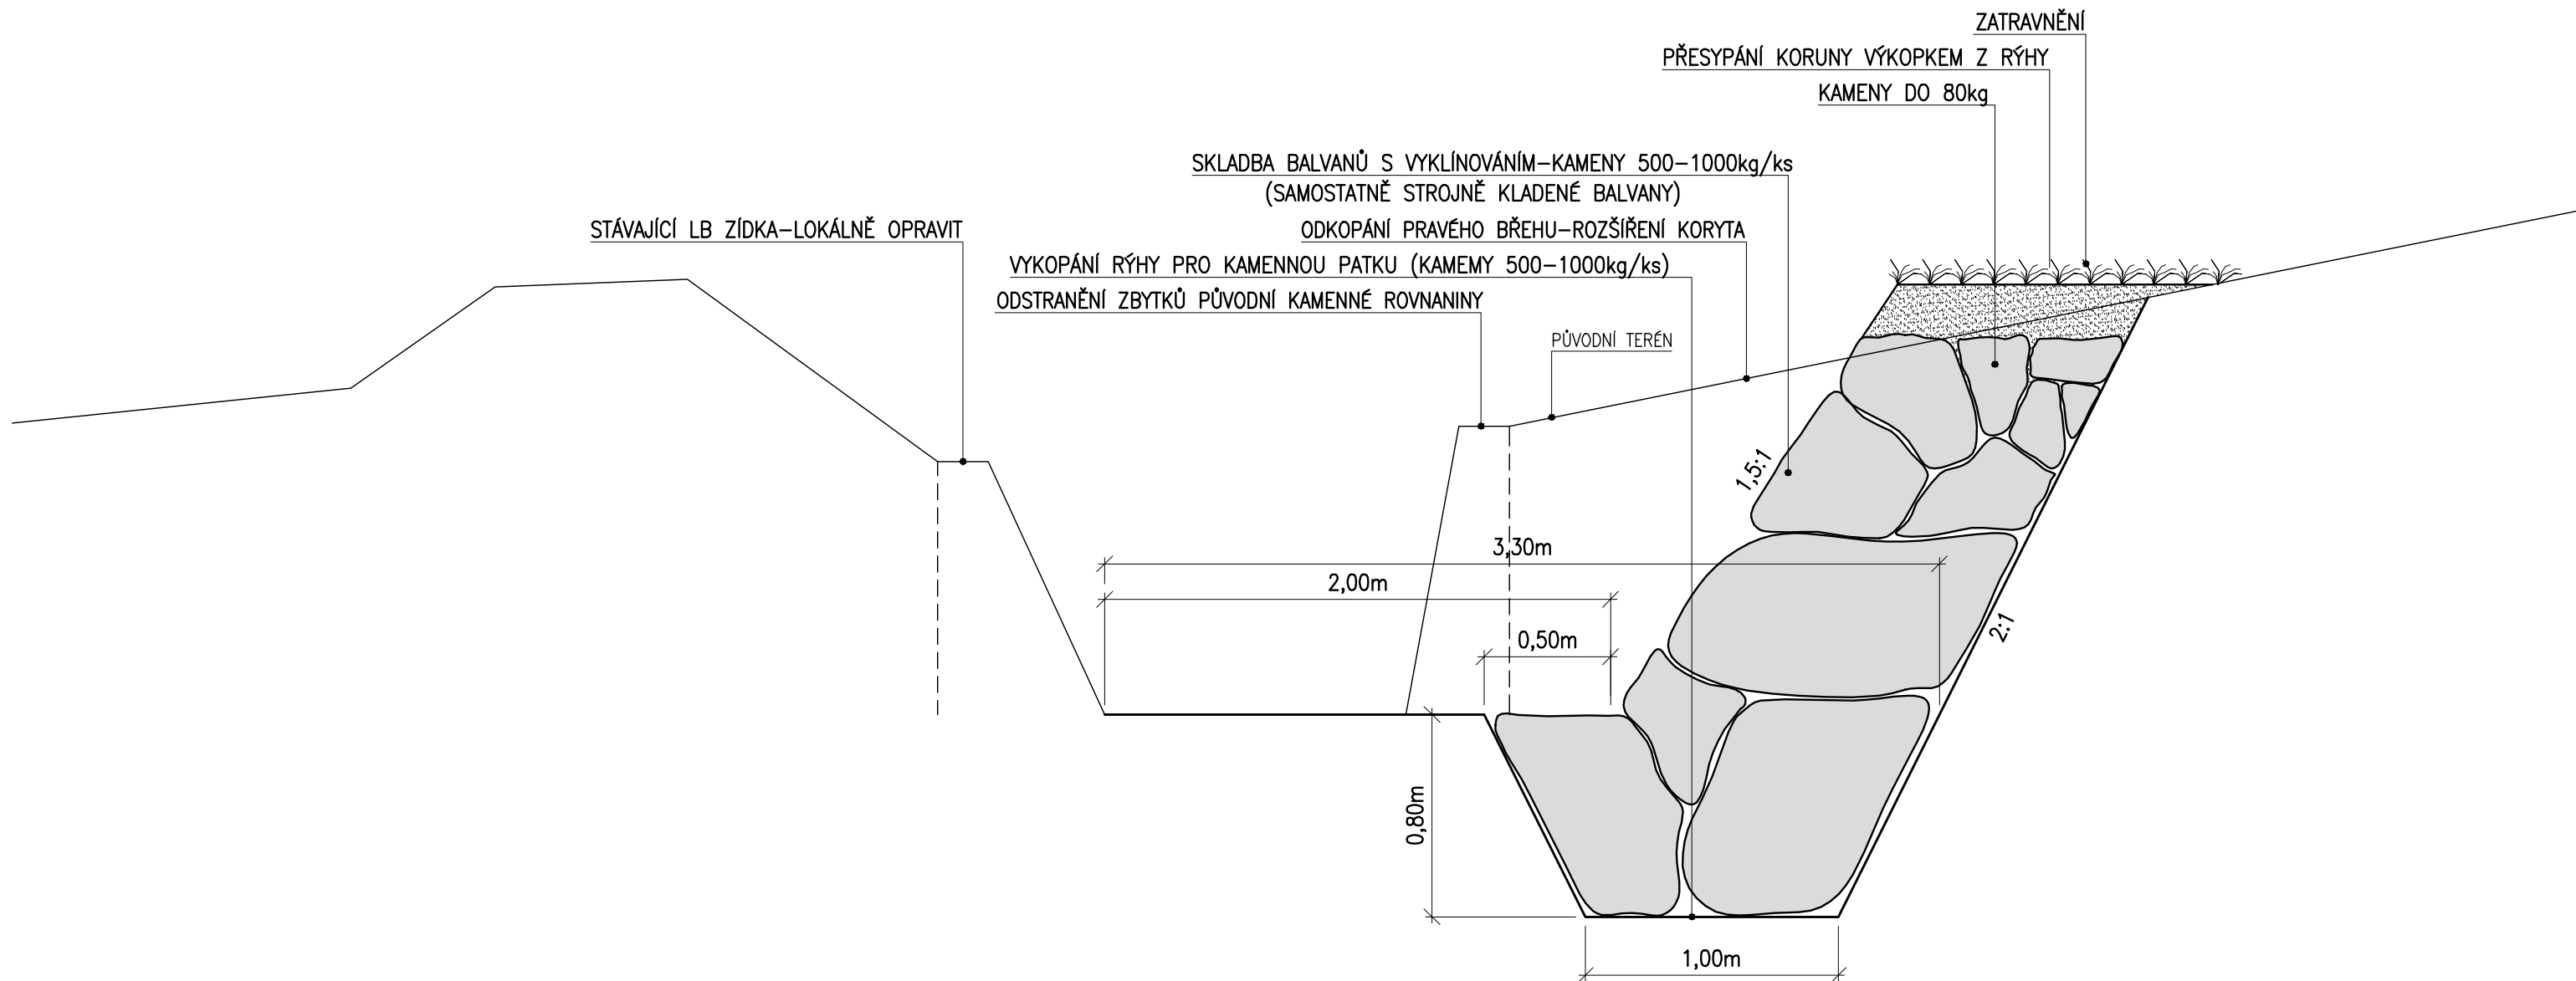 ZATRAVNĚNÍ
PŘESYPÁNÍ KORUNY VÝKOPKEM Z RÝHY
KAMENY DO 80kg
SKLADBA BALVANŮ S VYKLÍNOVÁNÍM-KAMENY 500-1000kg/ks
(SAMOSTATNĚ STROJNĚ KLADENÉ BALVANY)
STÁVAJÍCÍ LB ZÍDKA-LOKÁLNĚ OPRAVIT
ODKOPÁNÍ PRAVÉHO BŘEHU-ROZŠÍŘENÍ KORYTA
VYKOPÁNÍ RÝHY PRO KAMENNOU PATKU (KAMEMY 500-1000kg/ks)
ODSTRANĚNÍ ZBYTKŮ PŮVODNÍ KAMENNÉ ROVNANINY
PŮVODNÍ TERÉN
1,5:1
3,30m
2,00m
0,50m
2:1
0,80m
1,00m